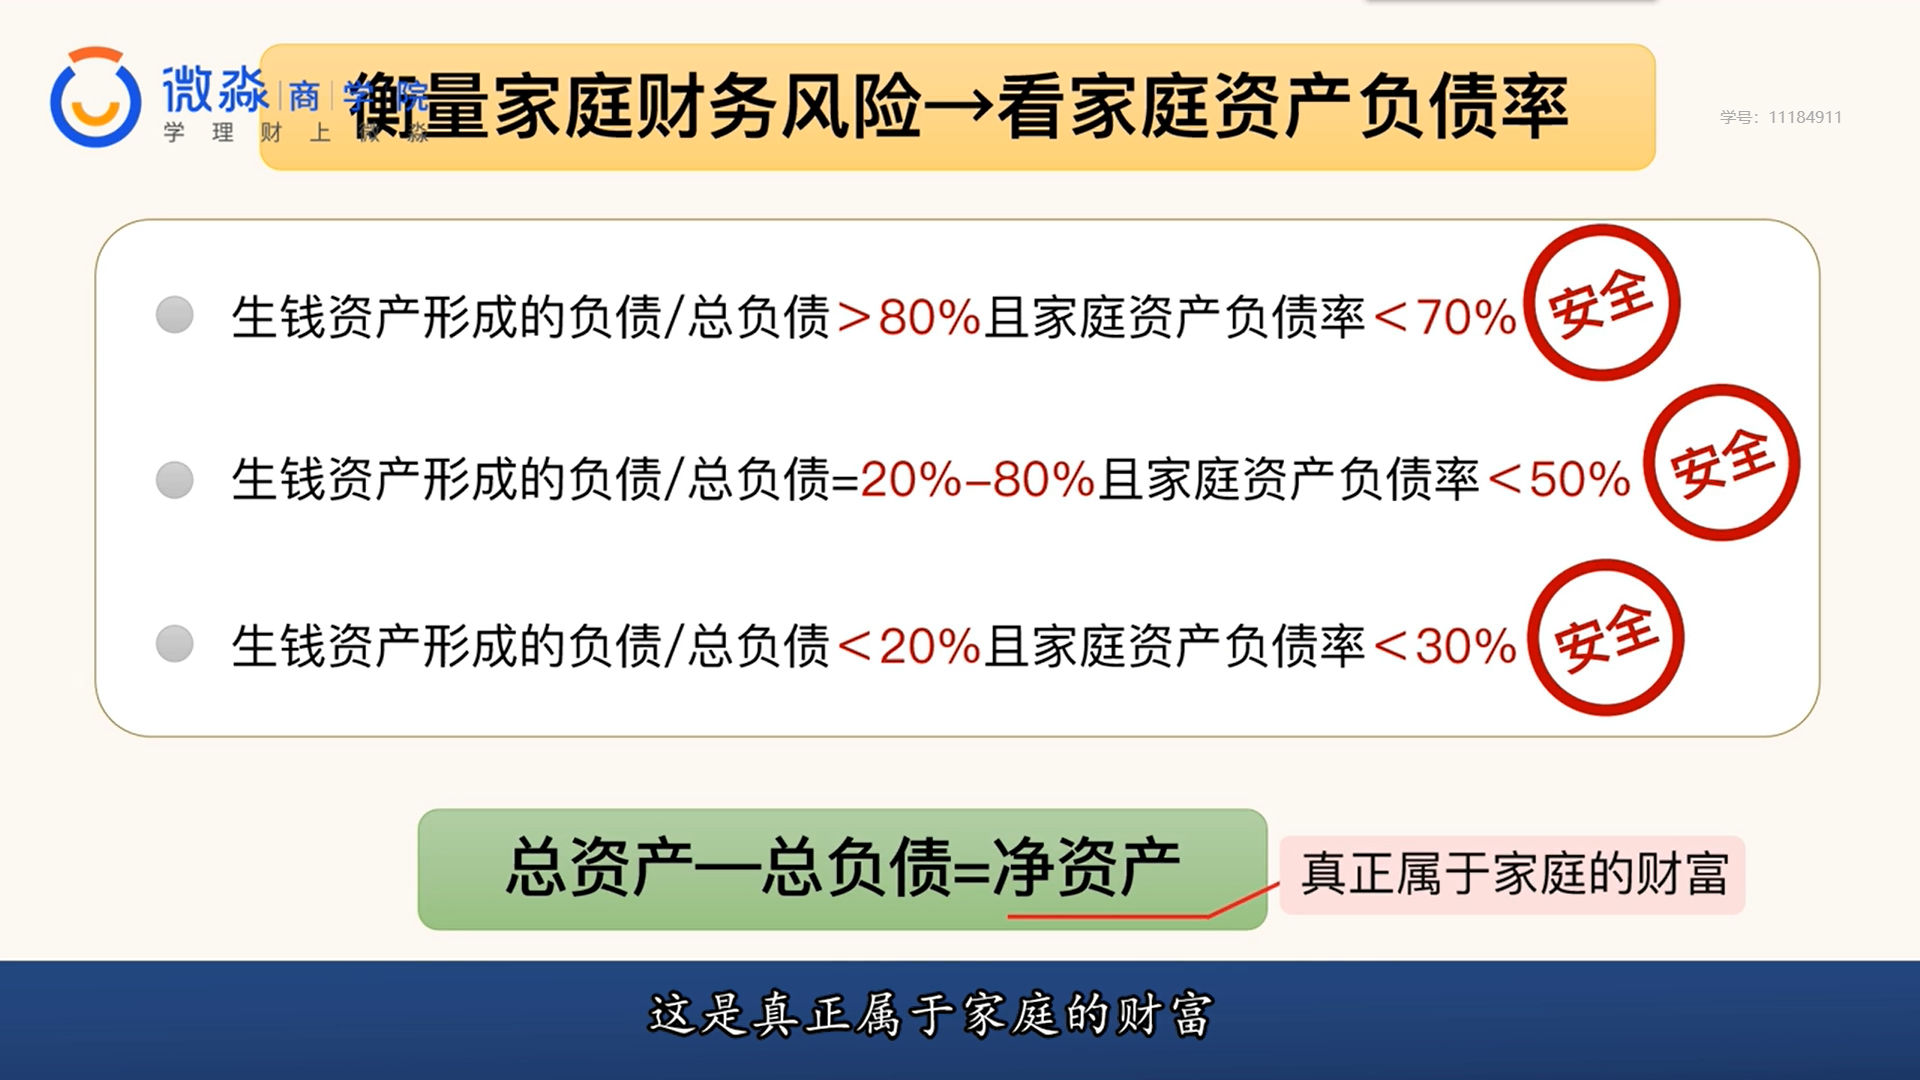 微淼 商学院
学理财上微淼
衡量家庭财务风险→看家庭资产负债率
学号：11184911
生钱资产形成的负债/总负债＞80%且家庭资产负债率＜70%
安全
生钱资产形成的负债/总负债=20%-80%且家庭资产负债率＜50%
安全
生钱资产形成的负债/总负债＜20%且家庭资产负债率＜30%
安全
总资产—总负债=净资产
真正属于家庭的财富
这是真正属于家庭的财富